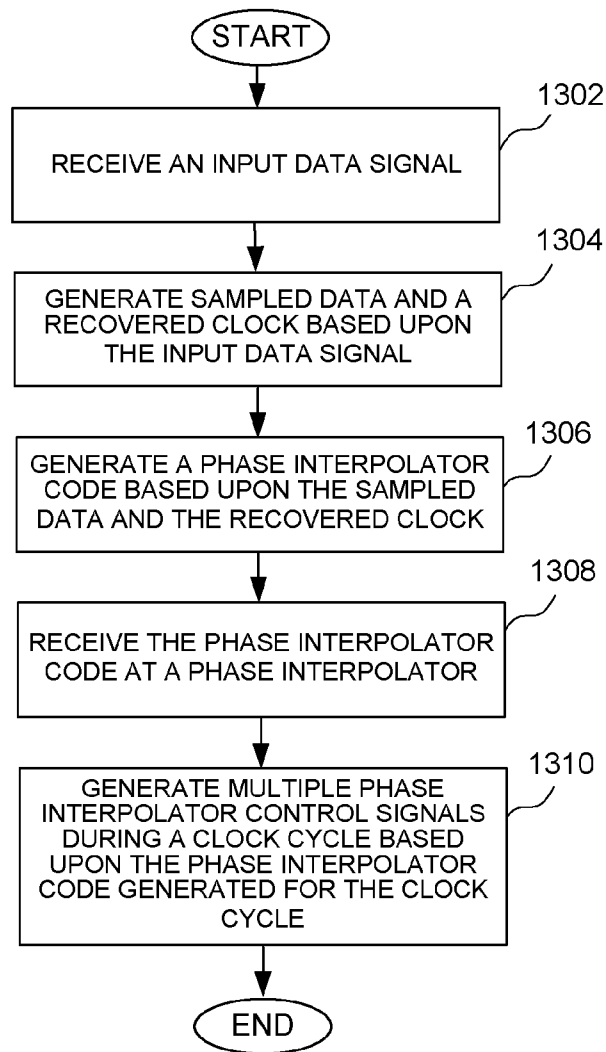 START
1302
RECEIVE AN INPUT DATA SIGNAL
1304
GENERATE SAMPLED DATA AND A
RECOVERED CLOCK BASED UPON
THE INPUT DATA SIGNAL
1306
GENERATE A PHASE INTERPOLATOR
CODE BASED UPON THE SAMPLED
DATA AND THE RECOVERED CLOCK
1308
RECEIVE THE PHASE INTERPOLATOR
CODE AT A PHASE INTERPOLATOR
1310
GENERATE MULTIPLE PHASE
INTERPOLATOR CONTROL SIGNALS
DURING A CLOCK CYCLE BASED
UPON THE PHASE INTERPOLATOR
CODE GENERATED FOR THE CLOCK
CYCLE
END